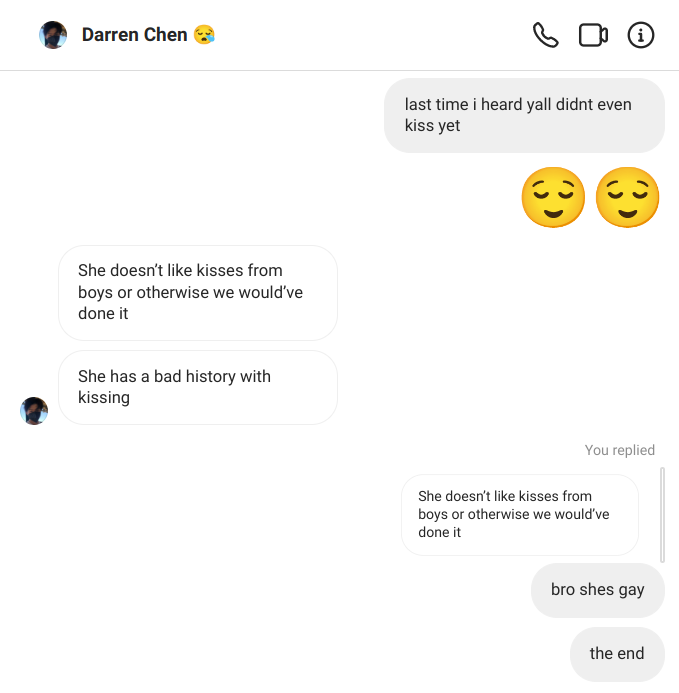 Darren Chen 😪
last time i heard yall didnt even
kiss yet
😌😌
She doesn’t like kisses from
boys or otherwise we would’ve
done it
She has a bad history with
kissing
You replied
She doesn’t like kisses from
boys or otherwise we would’ve
done it
bro shes gay
the end